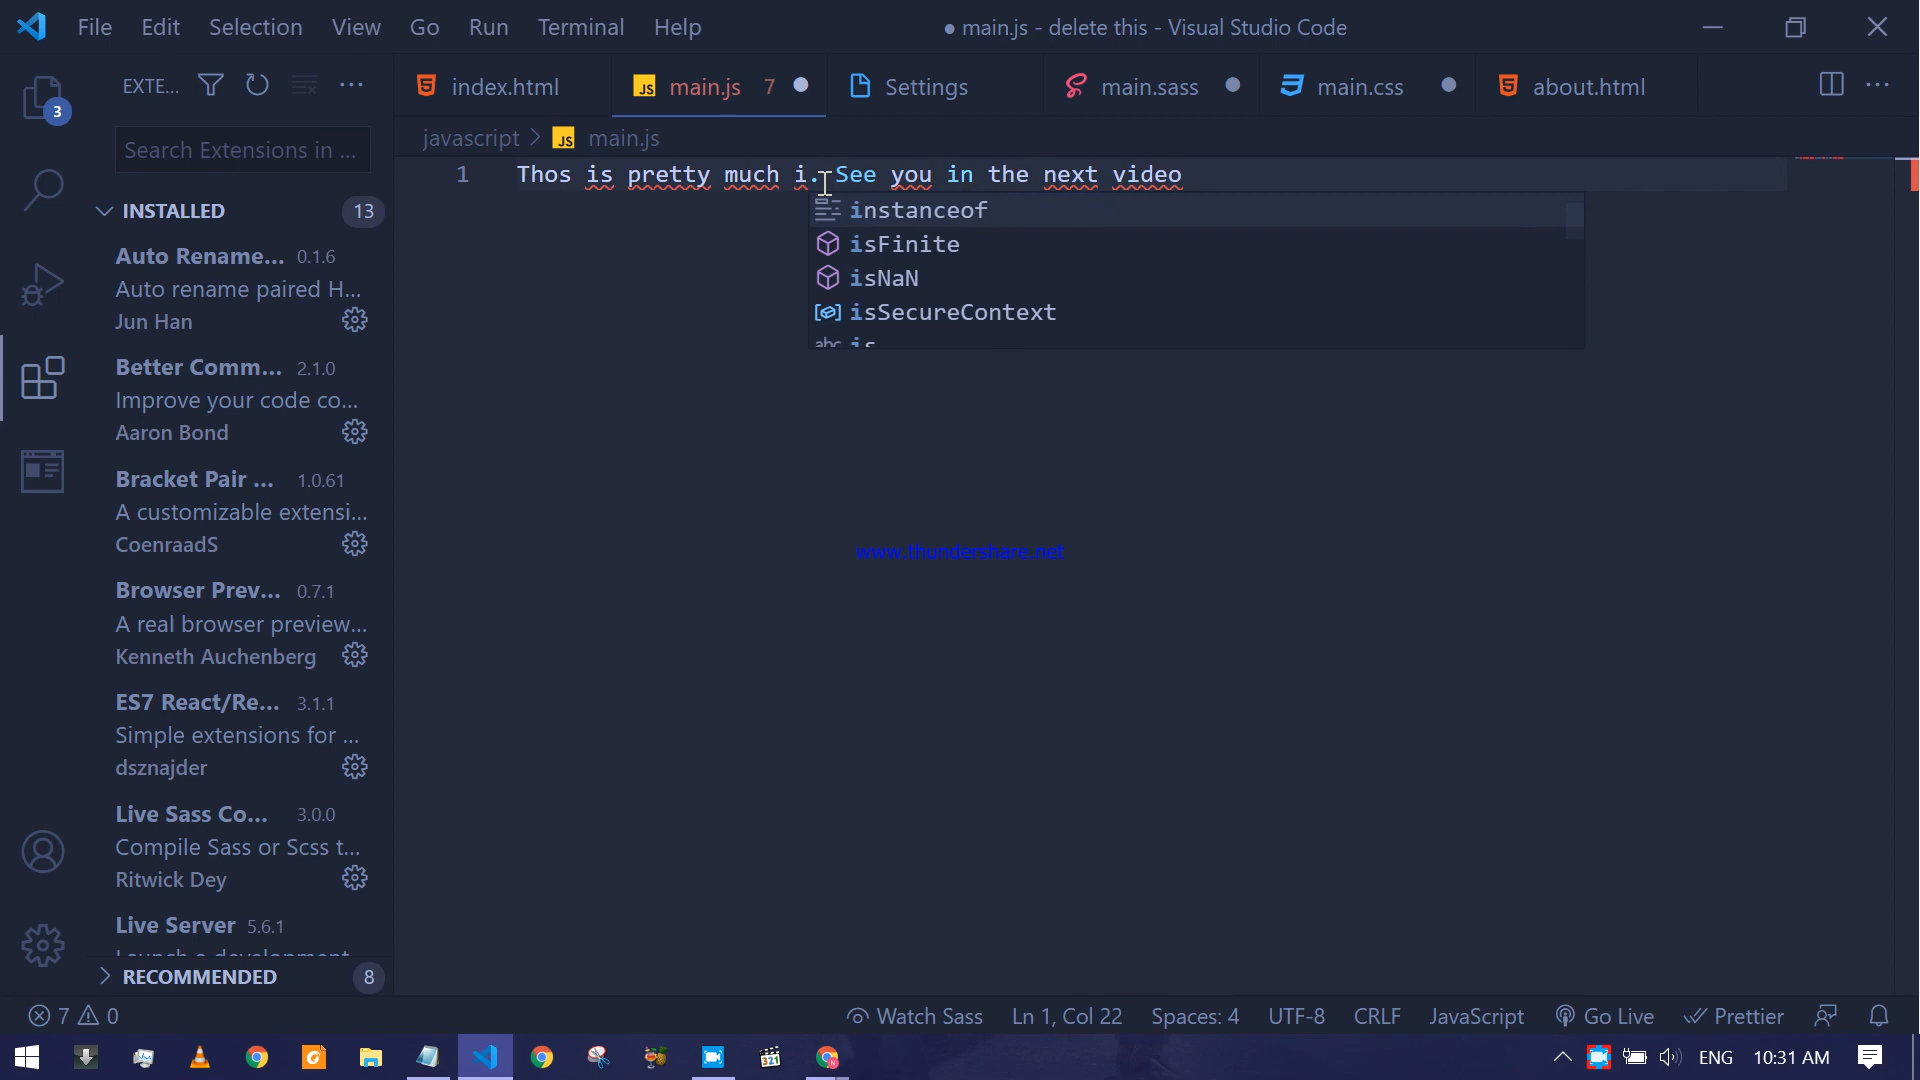 File Edit Selection View Go Run Terminal Help
● main.js - delete this - Visual Studio Code
EXTE...
index.html
JS main.js 7
Settings
main.sass
main.css
about.html
3
Search Extensions in ...
javascript > JS main.js
1 Thos is pretty much i. See you in the next video
instanceof
isFinite
isNaN
isSecureContext
abc is
INSTALLED 13
Auto Rename... 0.1.6
Auto rename paired H...
Jun Han
Better Comm... 2.1.0
Improve your code co...
Aaron Bond
Bracket Pair ... 1.0.61
A customizable extensi...
CoenraadS
Browser Prev... 0.7.1
A real browser preview...
Kenneth Auchenberg
ES7 React/Re... 3.1.1
Simple extensions for ...
dsznajder
Live Sass Co... 3.0.0
Compile Sass or Scss t...
Ritwick Dey
Live Server 5.6.1
RECOMMENDED 8
www.thundershare.net
7 0
Watch Sass
Ln 1, Col 22
Spaces: 4
UTF-8
CRLF
JavaScript
Go Live
Prettier
321
ENG
10:31 AM